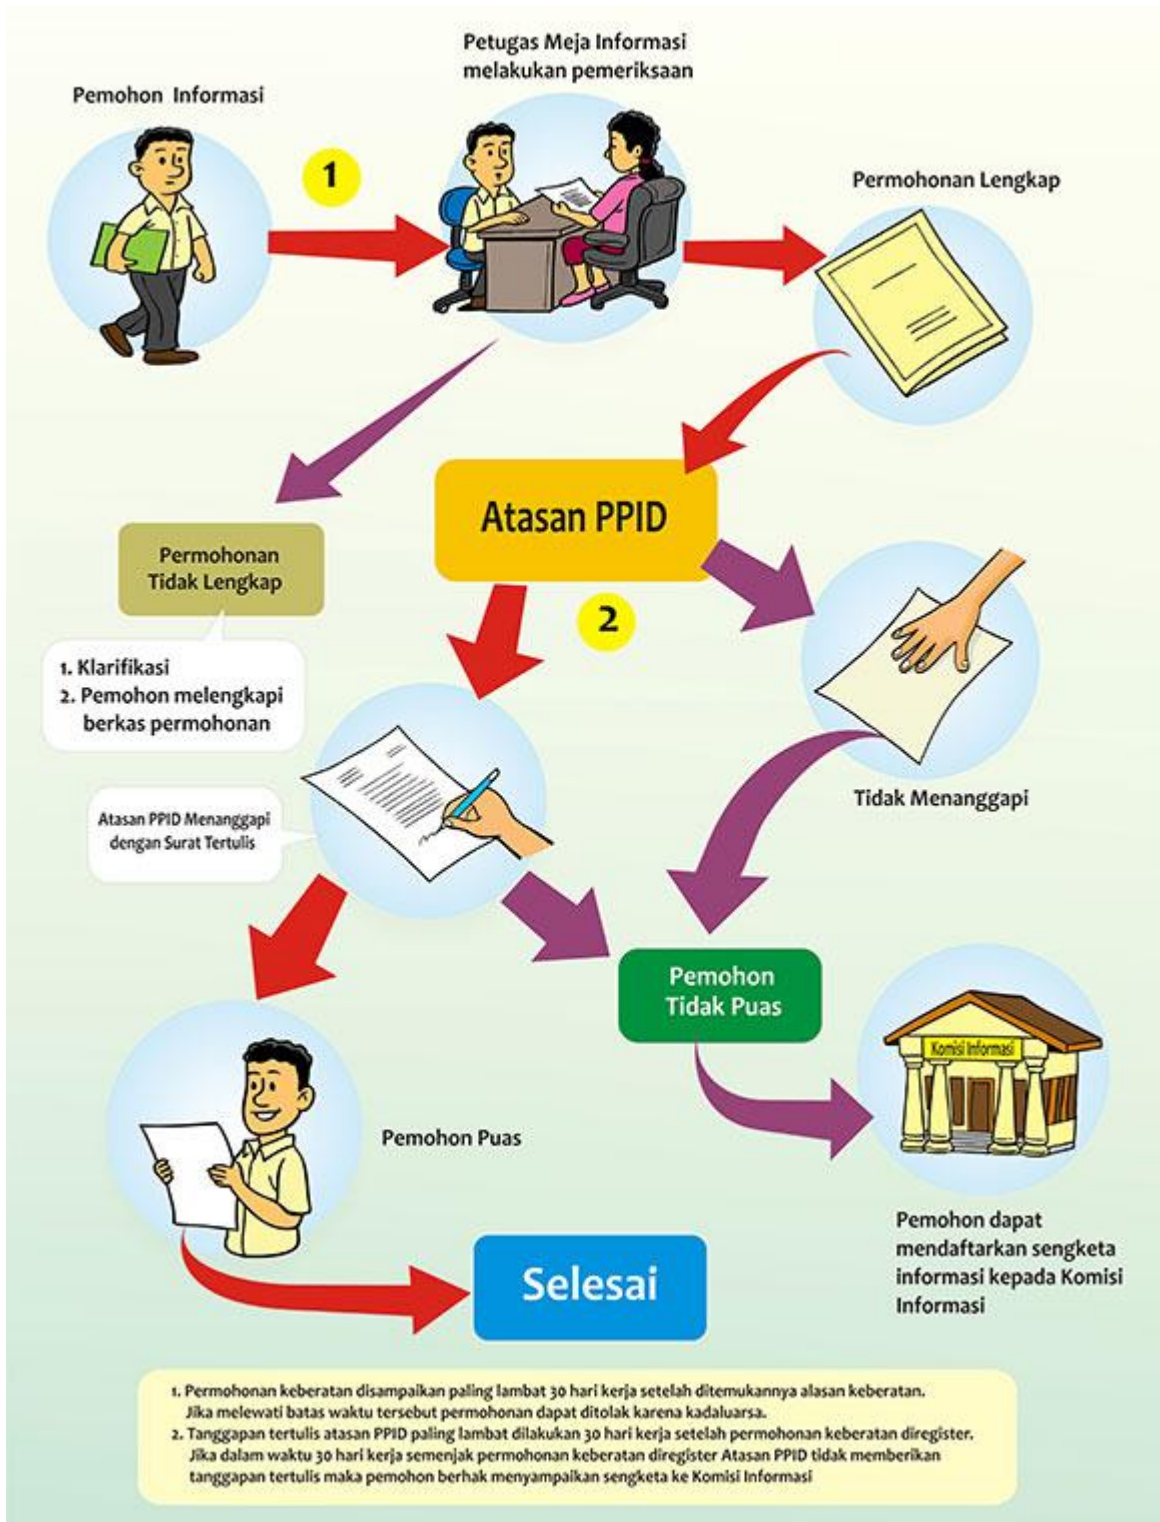 Petugas Meja Informasi
melakukan pemeriksaan
Pemohon Informasi
1
Permohonan Lengkap
Atasan PPID
Permohonan
Tidak Lengkap
2
1. Klarifikasi
2. Pemohon melengkapi
berkas permohonan
Tidak Menanggapi
Atasan PPID Menanggapi
dengan Surat Tertulis
Pemohon
Tidak Puas
Komisi Informasi
Pemohon Puas
Pemohon dapat
mendaftarkan sengketa
informasi kepada Komisi
Informasi
Selesai
1. Permohonan keberatan disampaikan paling lambat 30 hari kerja setelah ditemukannya alasan keberatan.
Jika melewati batas waktu tersebut permohonan dapat ditolak karena kadaluarsa.
2. Tanggapan tertulis atasan PPID paling lambat dilakukan 30 hari kerja setelah permohonan keberatan diregister.
Jika dalam waktu 30 hari kerja semenjak permohonan keberatan diregister Atasan PPID tidak memberikan
tanggapan tertulis maka pemohon berhak menyampaikan sengketa ke Komisi Informasi